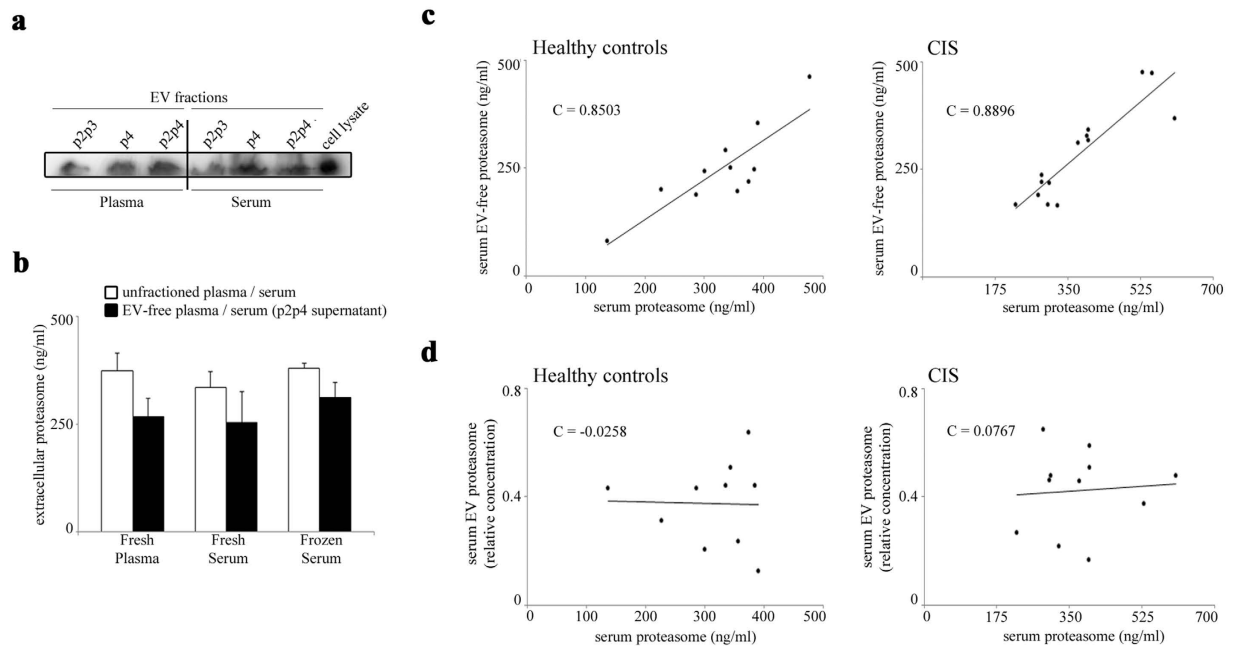 a
EV fractions
p2p3
p4
p2p4
p2p3
p4
p2p4
cell lysate
Plasma
Serum
b
unfractioned plasma / serum
EV-free plasma / serum (p2p4 supernatant)
extracellular proteasome (ng/ml)
500
250
0
Fresh
Plasma
Fresh
Serum
Frozen
Serum
c
Healthy controls
C = 0.8503
serum EV-free proteasome (ng/ml)
500
250
0
0 100 200 300 400 500
serum proteasome (ng/ml)
CIS
C = 0.8896
serum EV-free proteasome (ng/ml)
500
250
0
0 175 350 525 700
serum proteasome (ng/ml)
d
Healthy controls
C = -0.0258
serum EV proteasome
(relative concentration)
0.8
0.4
0
0 100 200 300 400 500
serum proteasome (ng/ml)
CIS
C = 0.0767
serum EV proteasome
(relative concentration)
0.8
0.4
0
0 175 350 525 700
serum proteasome (ng/ml)